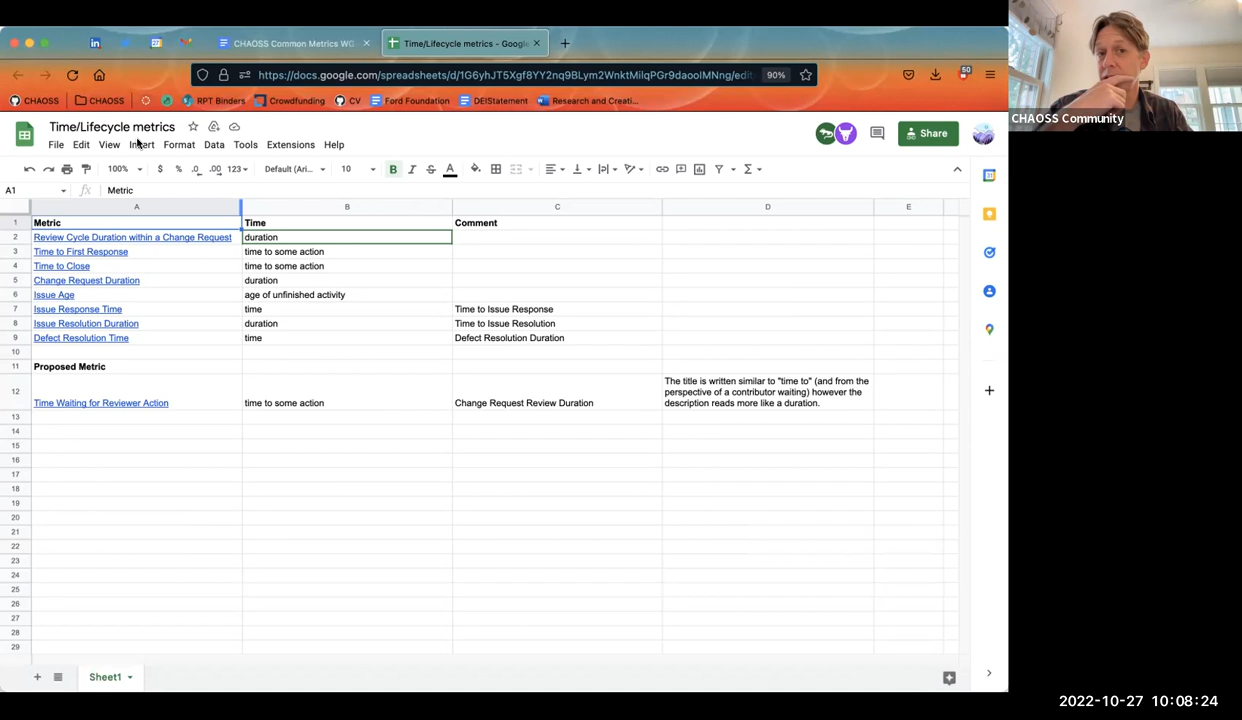 CHAOSS Common Metrics WG
Time/Lifecycle metrics - Google
https://docs.google.com/spreadsheets/d/1G6yhJT5Xgf8YY2nq9BLym2WnktMilqPGr9daoolMNng/edit
90%
50
CHAOSS
CHAOSS
RPT Binders
Crowdfunding
CV
Ford Foundation
DEIStatement
Research and Creati...
CHAOSS Community
Time/Lifecycle metrics
File Edit View Insert Format Data Tools Extensions Help
Share
100% $ % .0 .00 123 Default (Ari... 10 B I S A
A1 fx Metric
A B C D E
1 Metric Time Comment
2 Review Cycle Duration within a Change Request duration
3 Time to First Response time to some action
4 Time to Close time to some action
5 Change Request Duration duration
6 Issue Age age of unfinished activity
7 Issue Response Time time Time to Issue Response
8 Issue Resolution Duration duration Time to Issue Resolution
9 Defect Resolution Time time Defect Resolution Duration
10
11 Proposed Metric
The title is written similar to "time to" (and from the
perspective of a contributor waiting) however the
description reads more like a duration.
12 Time Waiting for Reviewer Action time to some action Change Request Review Duration
13
14
15
16
17
18
19
20
21
22
23
24
25
26
27
28
29
Sheet1
2022-10-27 10:08:24